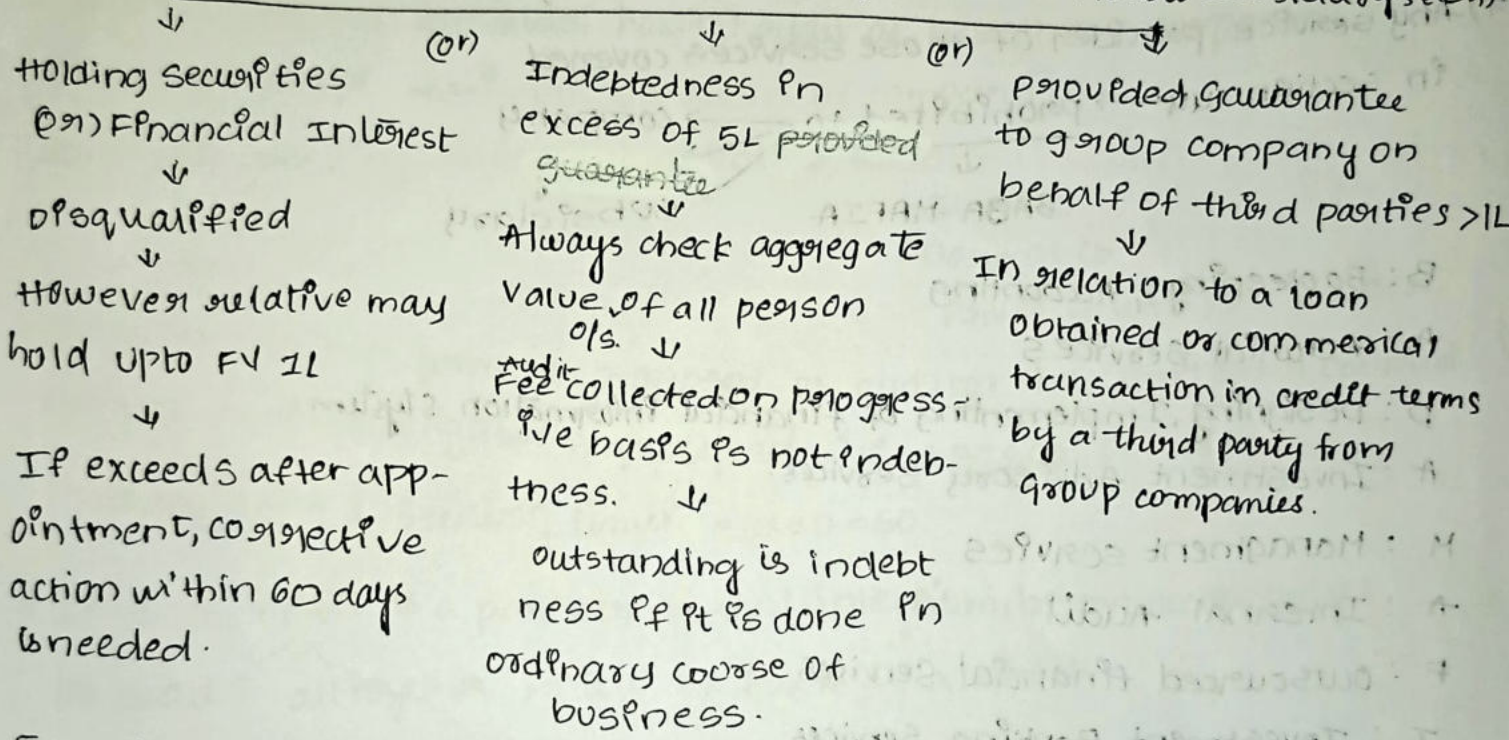 (or)
(or)
Holding securities
(or) Financial Interest
Disqualified
However relative may
hold upto FV 1L
If exceeds after app-
ointment, corrective
action within 60 days
is needed.
Indebtedness in
excess of 5L provided
guarantee
Always check aggregate
value of all person
o/s.
Audit
Fee collected on progress-
ive basis is not indeb-
tness.
outstanding is indebt
ness if it is done in
ordinary course of
business.
provided, gauarantee
to group company on
behalf of third parties >1L
In relation to a loan
obtained or commerical
transaction in credit terms
by a third party from
group companies.